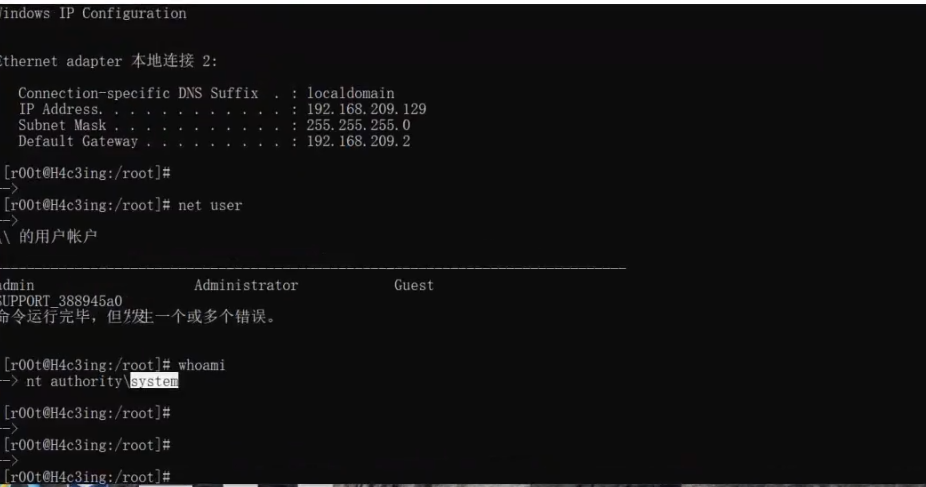 Windows IP Configuration
Ethernet adapter 本地连接 2:
Connection-specific DNS Suffix . : localdomain
IP Address. . . . . . . . . . . . : 192.168.209.129
Subnet Mask . . . . . . . . . . . : 255.255.255.0
Default Gateway . . . . . . . . . : 192.168.209.2
[r00t@H4c3ing:/root]#
-->
[r00t@H4c3ing:/root]# net user
-->
\\ 的用户帐户
admin Administrator Guest
SUPPORT_388945a0
命令运行完毕，但发生一个或多个错误。
[r00t@H4c3ing:/root]# whoami
--> nt authority\system
[r00t@H4c3ing:/root]#
-->
[r00t@H4c3ing:/root]#
-->
[r00t@H4c3ing:/root]#